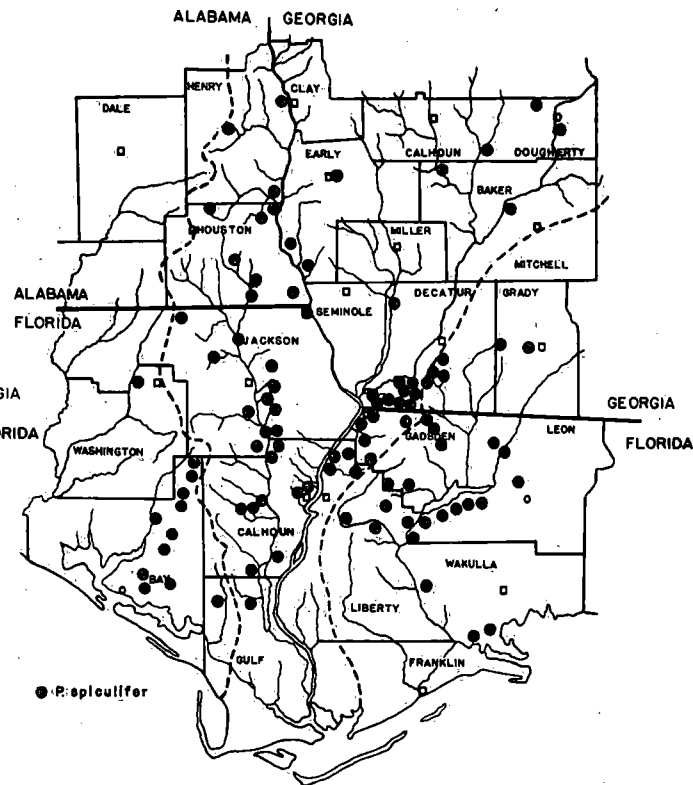 ALABAMA GEORGIA
HENRY
CLAY
DALE
EARLY
CALHOUN DOUGHERTY
BAKER
HOUSTON
MILLER
MITCHELL
ALABAMA
FLORIDA
SEMINOLE
DECATUR
GRADY
JACKSON
GIA
RIDA
GEORGIA
FLORIDA
WASHINGTON
GADSDEN
LEON
CALHOUN
WAKULLA
BAY
LIBERTY
GULF
FRANKLIN
P. spiculifer